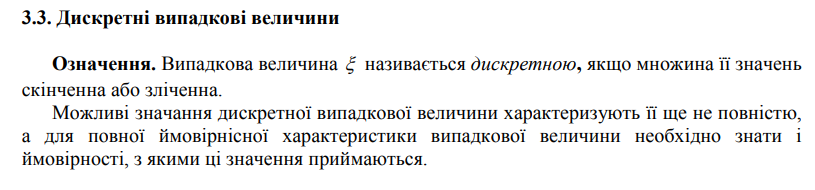 3.3. Дискретні випадкові величини
Означення. Випадкова величина ξ називається дискретною, якщо множина її значень
скінченна або зліченна.
Можливі значання дискретної випадкової величини характеризують її ще не повністю,
а для повної ймовірнісної характеристики випадкової величини необхідно знати і
ймовірності, з якими ці значення приймаються.